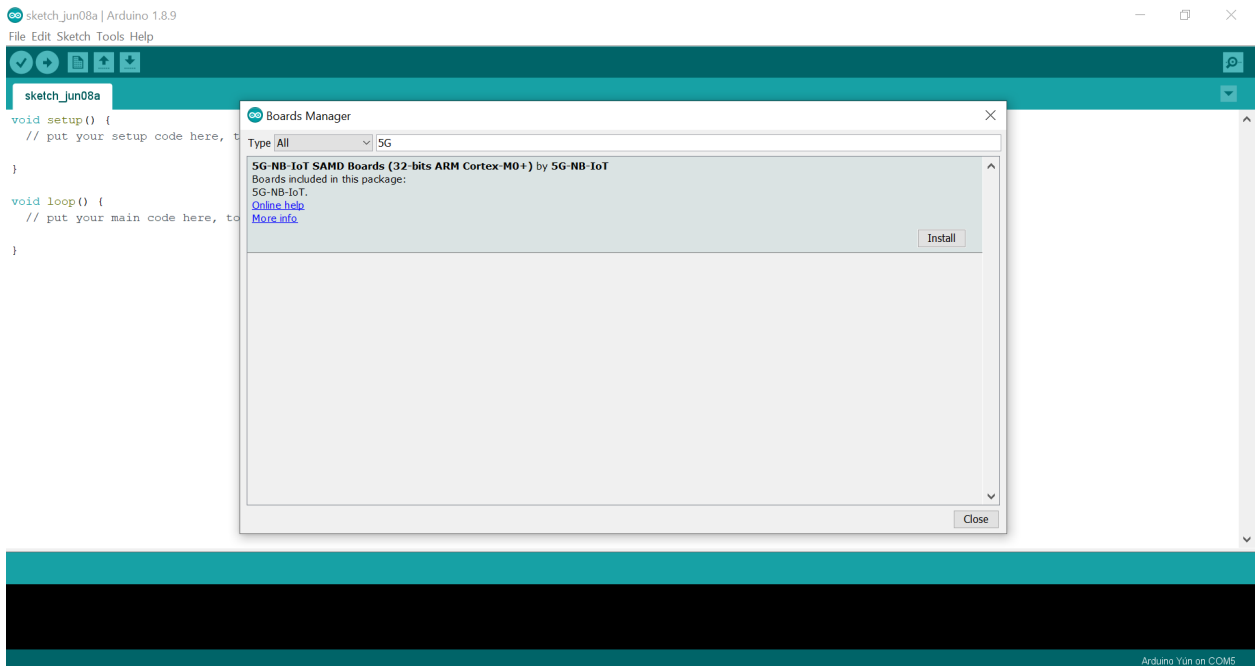 sketch_jun08a | Arduino 1.8.9
File Edit Sketch Tools Help
sketch_jun08a
void setup() {
// put your setup code here, t
}
void loop() {
// put your main code here, to
}
Boards Manager
Type All 5G
5G-NB-IoT SAMD Boards (32-bits ARM Cortex-M0+) by 5G-NB-IoT
Boards included in this package:
5G-NB-IoT.
Online help
More info
Install
Close
Arduino Yún on COM5